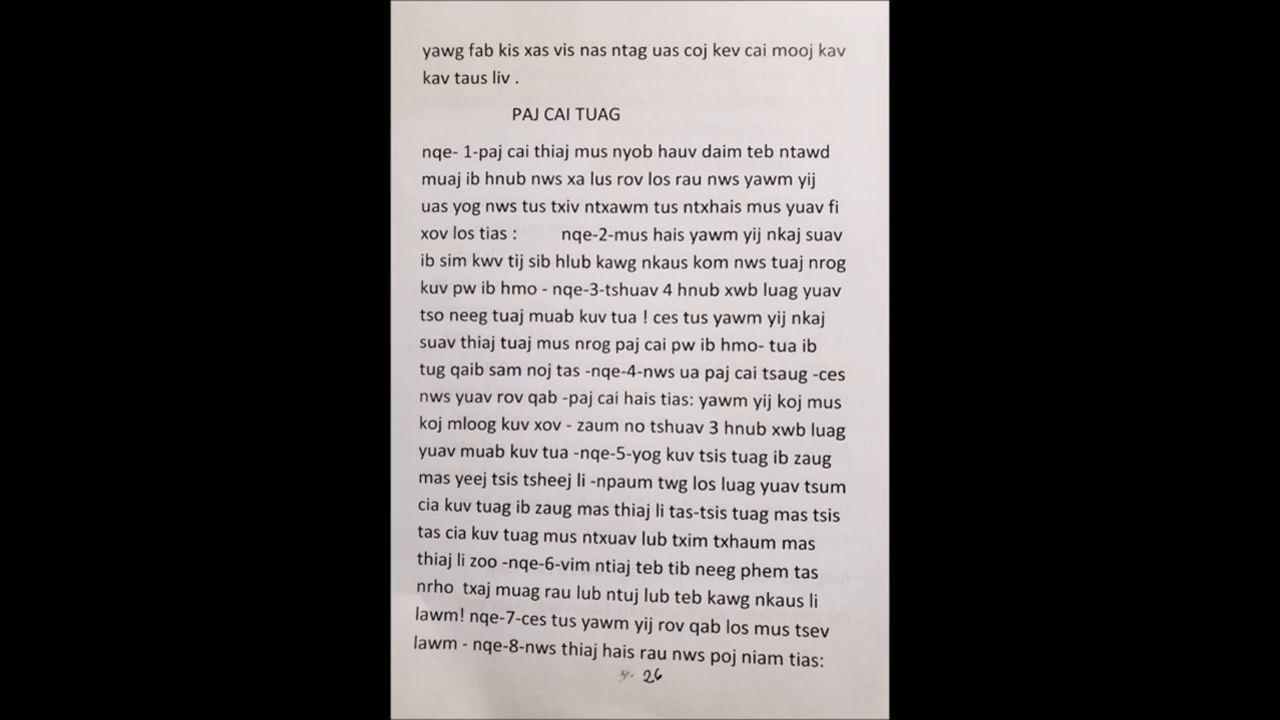 yawg fab kis xas vis nas ntag uas coj kev cai mooj kav
kav taus liv .
PAJ CAI TUAG
nqe- 1-paj cai thiaj mus nyob hauv daim teb ntawd
muaj ib hnub nws xa lus rov los rau nws yawm yij
uas yog nws tus txiv ntxawm tus ntxhais mus yuav fi
xov los tias : nqe-2-mus hais yawm yij nkaj suav
ib sim kwv tij sib hlub kawg nkaus kom nws tuaj nrog
kuv pw ib hmo - nqe-3-tshuav 4 hnub xwb luag yuav
tso neeg tuaj muab kuv tua ! ces tus yawm yij nkaj
suav thiaj tuaj mus nrog paj cai pw ib hmo- tua ib
tug qaib sam noj tas -nqe-4-nws ua paj cai tsaug -ces
nws yuav rov qab -paj cai hais tias: yawm yij koj mus
koj mloog kuv xov - zaum no tshuav 3 hnub xwb luag
yuav muab kuv tua -nqe-5-yog kuv tsis tuag ib zaug
mas yeej tsis tsheej li -npaum twg los luag yuav tsum
cia kuv tuag ib zaug mas thiaj li tas-tsis tuag mas tsis
tas cia kuv tuag mus ntxuav lub txim txhaum mas
thiaj li zoo -nqe-6-vim ntiaj teb tib neeg phem tas
nrho txaj muag rau lub ntuj lub teb kawg nkaus li
lawm! nqe-7-ces tus yawm yij rov qab los mus tsev
lawm - nqe-8-nws thiaj hais rau nws poj niam tias:
26